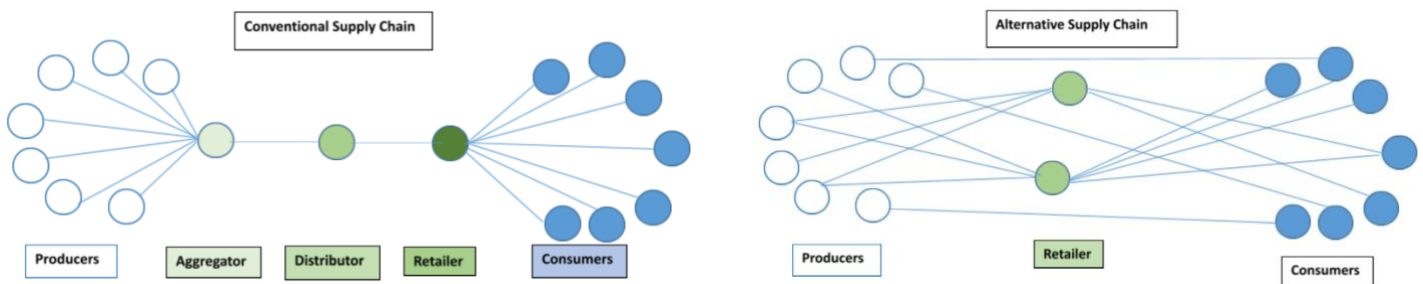 Conventional Supply Chain
Producers
Aggregator
Distributor
Retailer
Consumers
Alternative Supply Chain
Producers
Retailer
Consumers